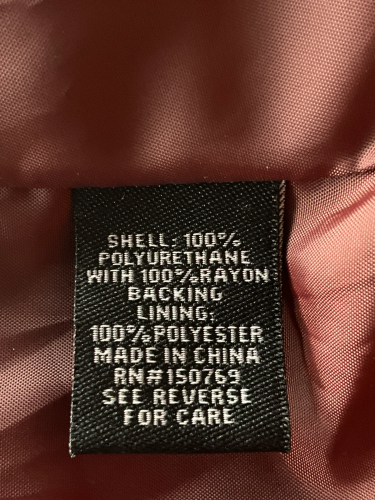 SHELL: 100%
POLYURETHANE
WITH 100%RAYON
BACKING
LINING:
100%POLYESTER
MADE IN CHINA
RN#150769
SEE REVERSE
FOR CARE